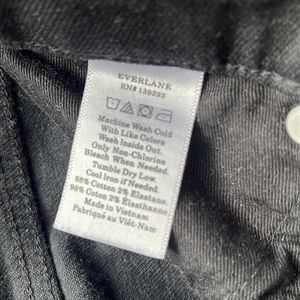 EVERLANE
RN# 139393
Machine Wash Cold
With Like Colors
Wash Inside Out.
Only Non-Chlorine
Bleach When Needed.
Tumble Dry Low.
Cool Iron if Needed.
98% Cotton 2% Elastane.
98% Coton 2% Élasthanne.
Made in Vietnam
Fabriqué au Viêt-Nam